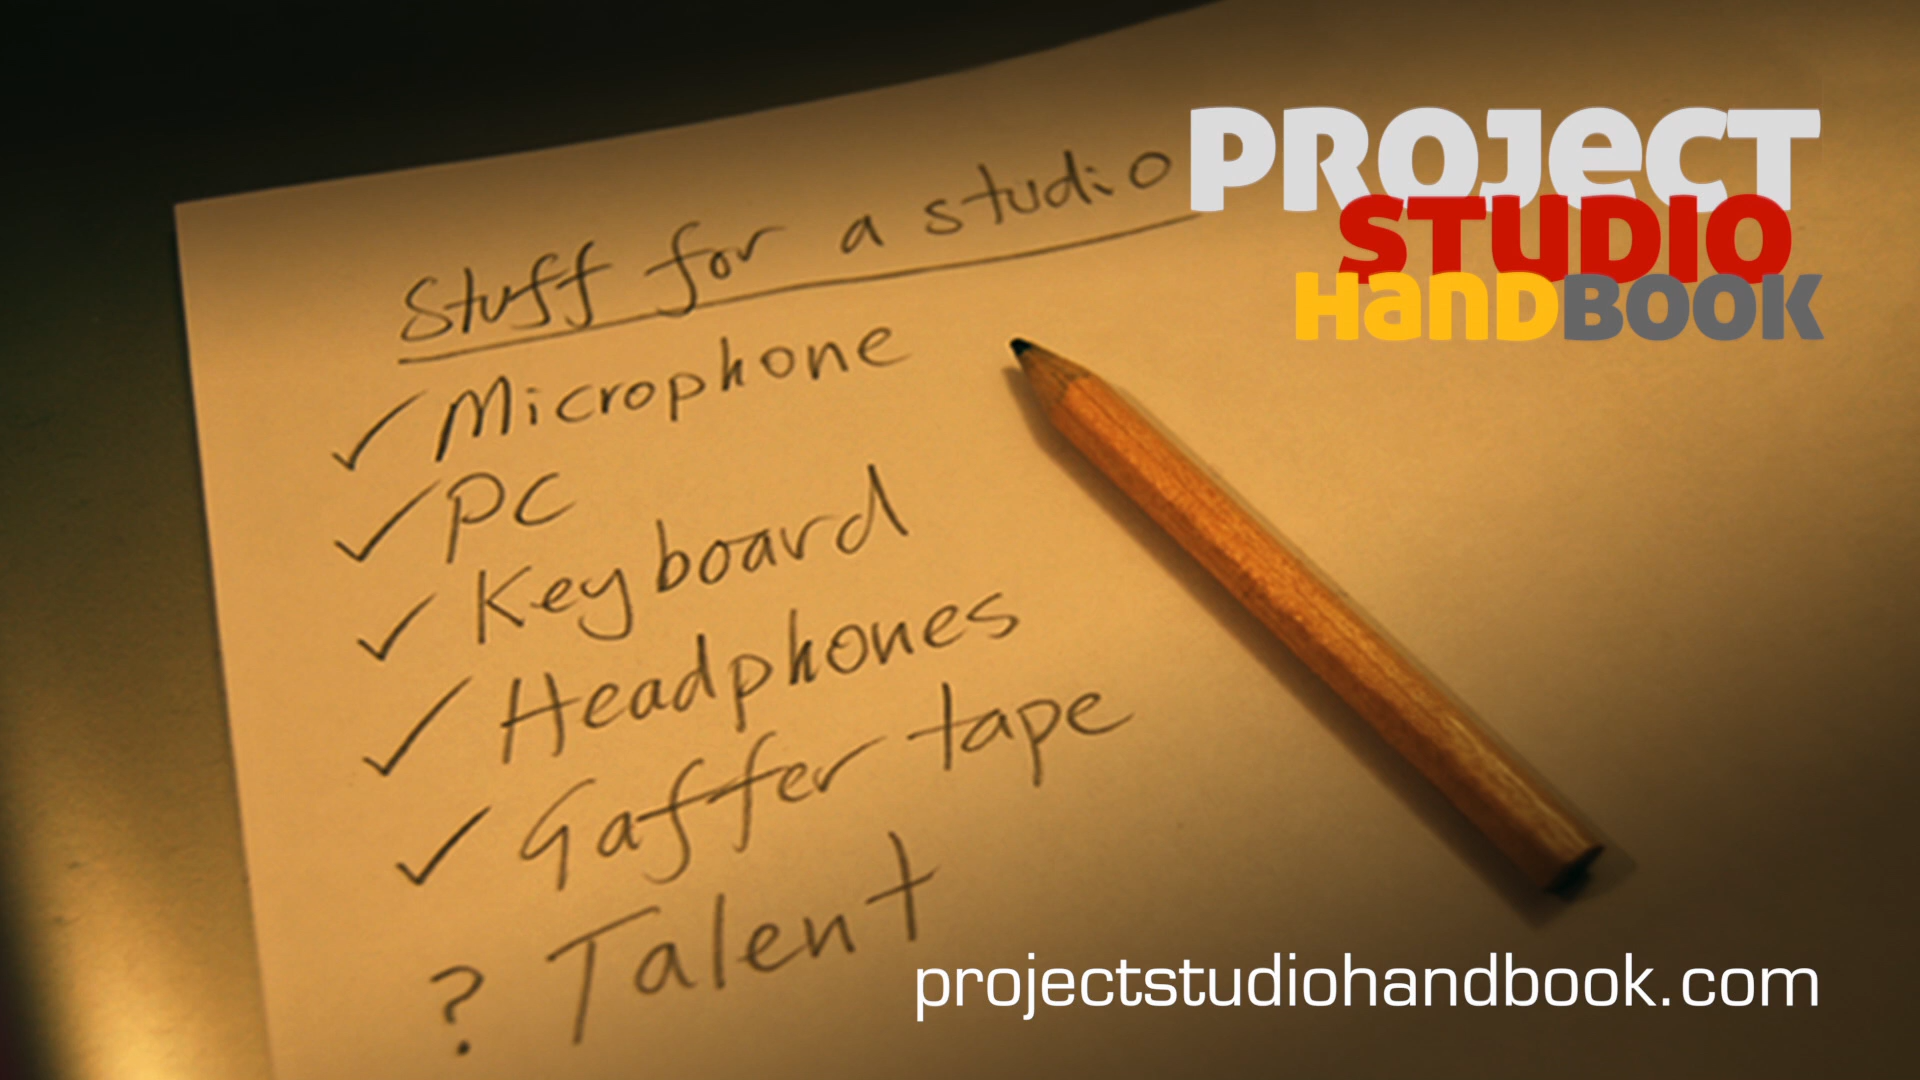 Stuff for a studio
✓ Microphone
✓ PC
✓ Keyboard
✓ Headphones
✓ Gaffer tape
? Talent
PROJECT
STUDIO
HANDBOOK
projectstudiohandbook.com